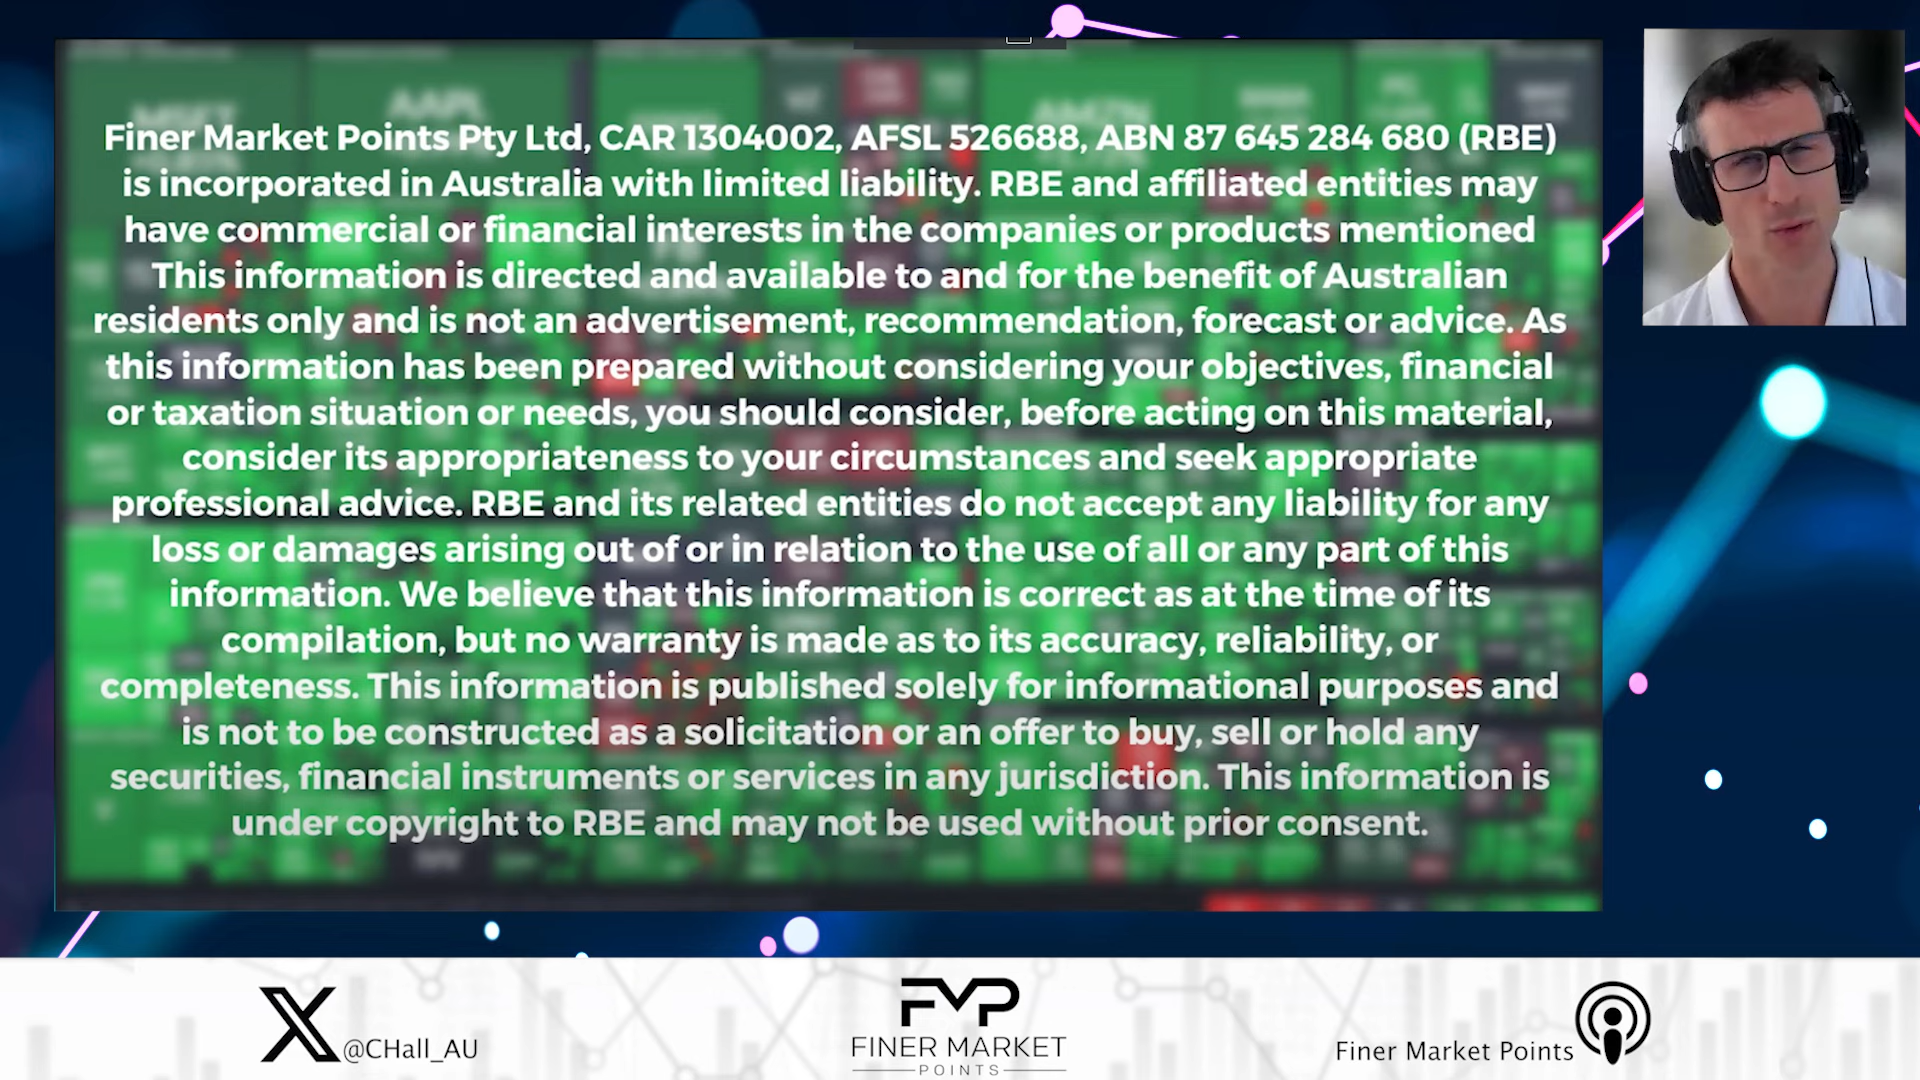 Finer Market Points Pty Ltd, CAR 1304002, AFSL 526688, ABN 87 645 284 680 (RBE)
is incorporated in Australia with limited liability. RBE and affiliated entities may
have commercial or financial interests in the companies or products mentioned
This information is directed and available to and for the benefit of Australian
residents only and is not an advertisement, recommendation, forecast or advice. As
this information has been prepared without considering your objectives, financial
or taxation situation or needs, you should consider, before acting on this material,
consider its appropriateness to your circumstances and seek appropriate
professional advice. RBE and its related entities do not accept any liability for any
loss or damages arising out of or in relation to the use of all or any part of this
information. We believe that this information is correct as at the time of its
compilation, but no warranty is made as to its accuracy, reliability, or
completeness. This information is published solely for informational purposes and
is not to be constructed as a solicitation or an offer to buy, sell or hold any
securities, financial instruments or services in any jurisdiction. This information is
under copyright to RBE and may not be used without prior consent.
AAPL
AMZN
@CHall_AU
FMP
FINER MARKET
POINTS
Finer Market Points